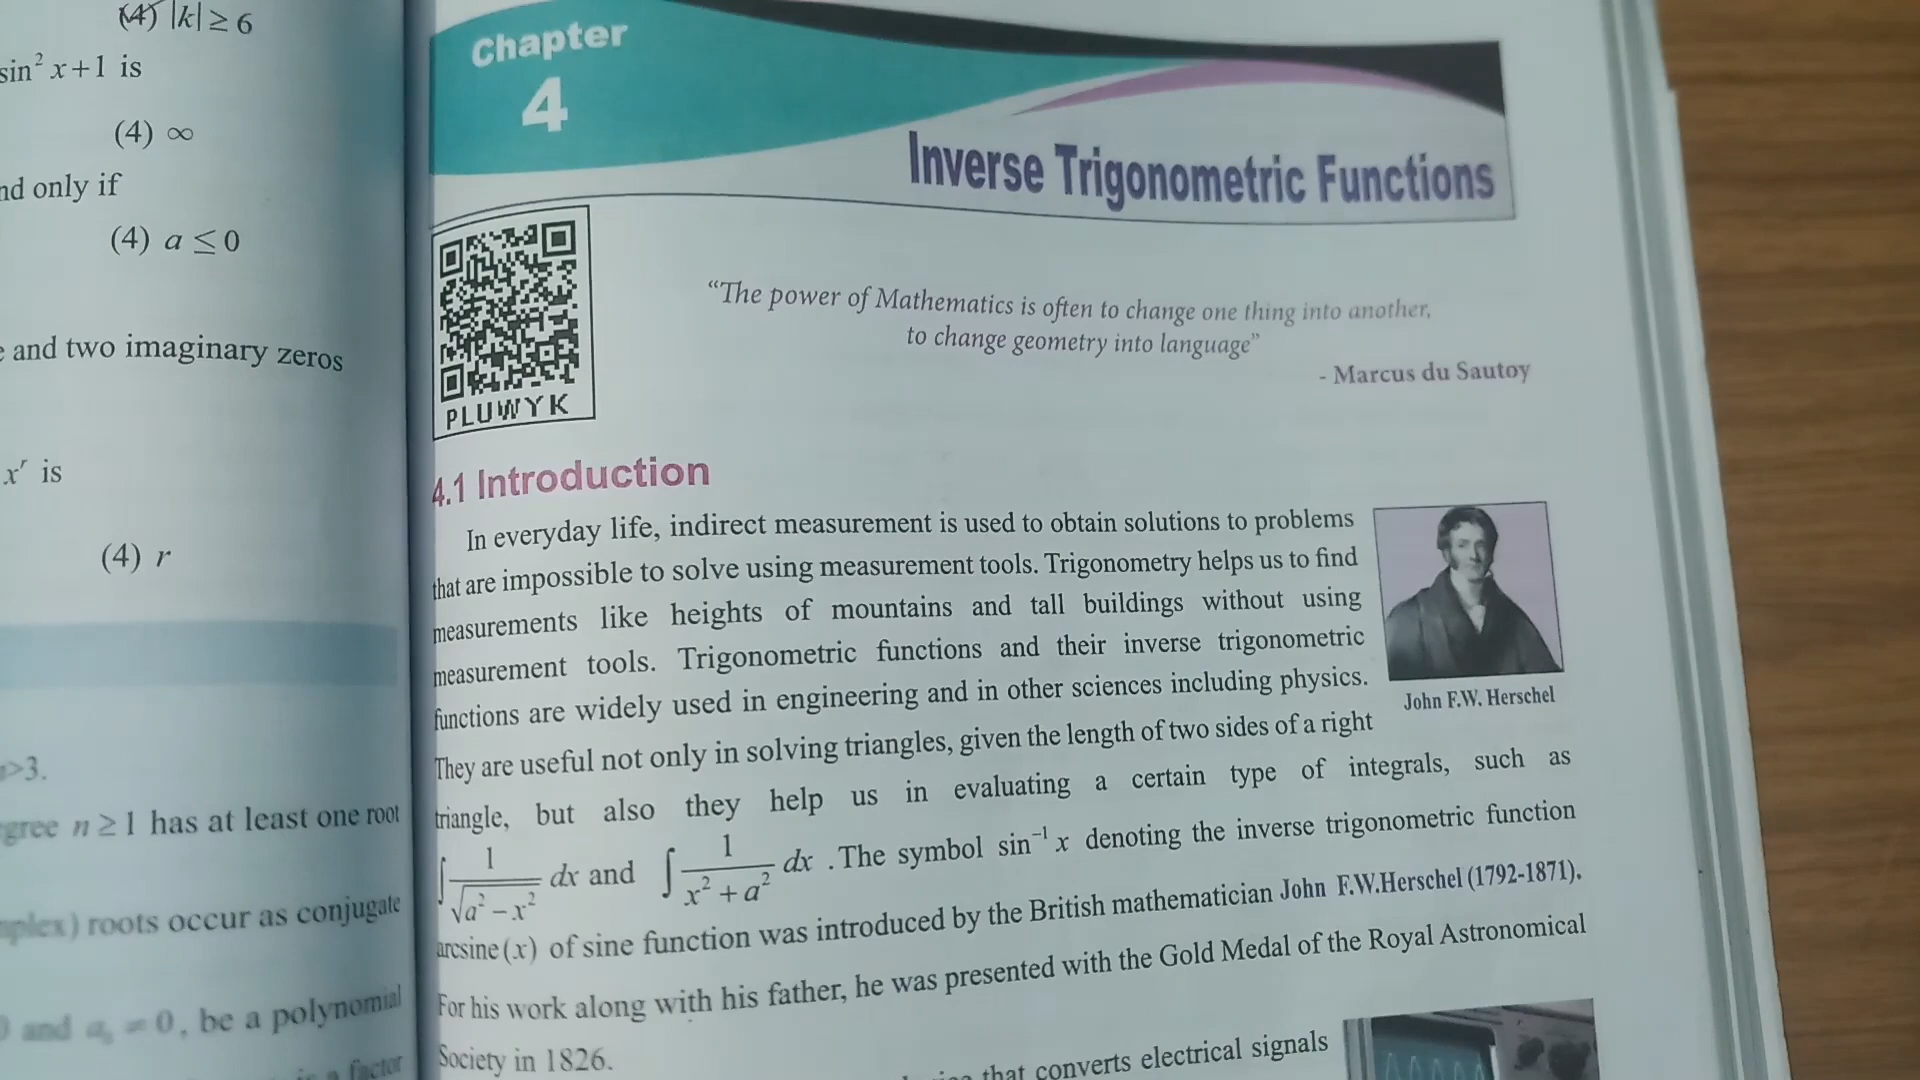 (4) |k| ≥ 6
sin² x+1 is
(4) ∞
nd only if
(4) a ≤ 0
and two imaginary zeros
xʳ is
(4) r
>3.
gree n ≥ 1 has at least one root
plex) roots occur as conjugate
and aₙ ≠ 0, be a polynomial
factor
Chapter
4
Inverse Trigonometric Functions
PLUWYK
“The power of Mathematics is often to change one thing into another,
to change geometry into language”
- Marcus du Sautoy
4.1 Introduction
In everyday life, indirect measurement is used to obtain solutions to problems
that are impossible to solve using measurement tools. Trigonometry helps us to find
measurements like heights of mountains and tall buildings without using
measurement tools. Trigonometric functions and their inverse trigonometric
functions are widely used in engineering and in other sciences including physics.
They are useful not only in solving triangles, given the length of two sides of a right
John F.W. Herschel
triangle, but also they help us in evaluating a certain type of integrals, such as
∫ 1/√(a² − x²) dx and ∫ 1/(x² + a²) dx . The symbol sin⁻¹ x denoting the inverse trigonometric function
arcsine (x) of sine function was introduced by the British mathematician John F.W.Herschel (1792-1871).
For his work along with his father, he was presented with the Gold Medal of the Royal Astronomical
Society in 1826.
that converts electrical signals